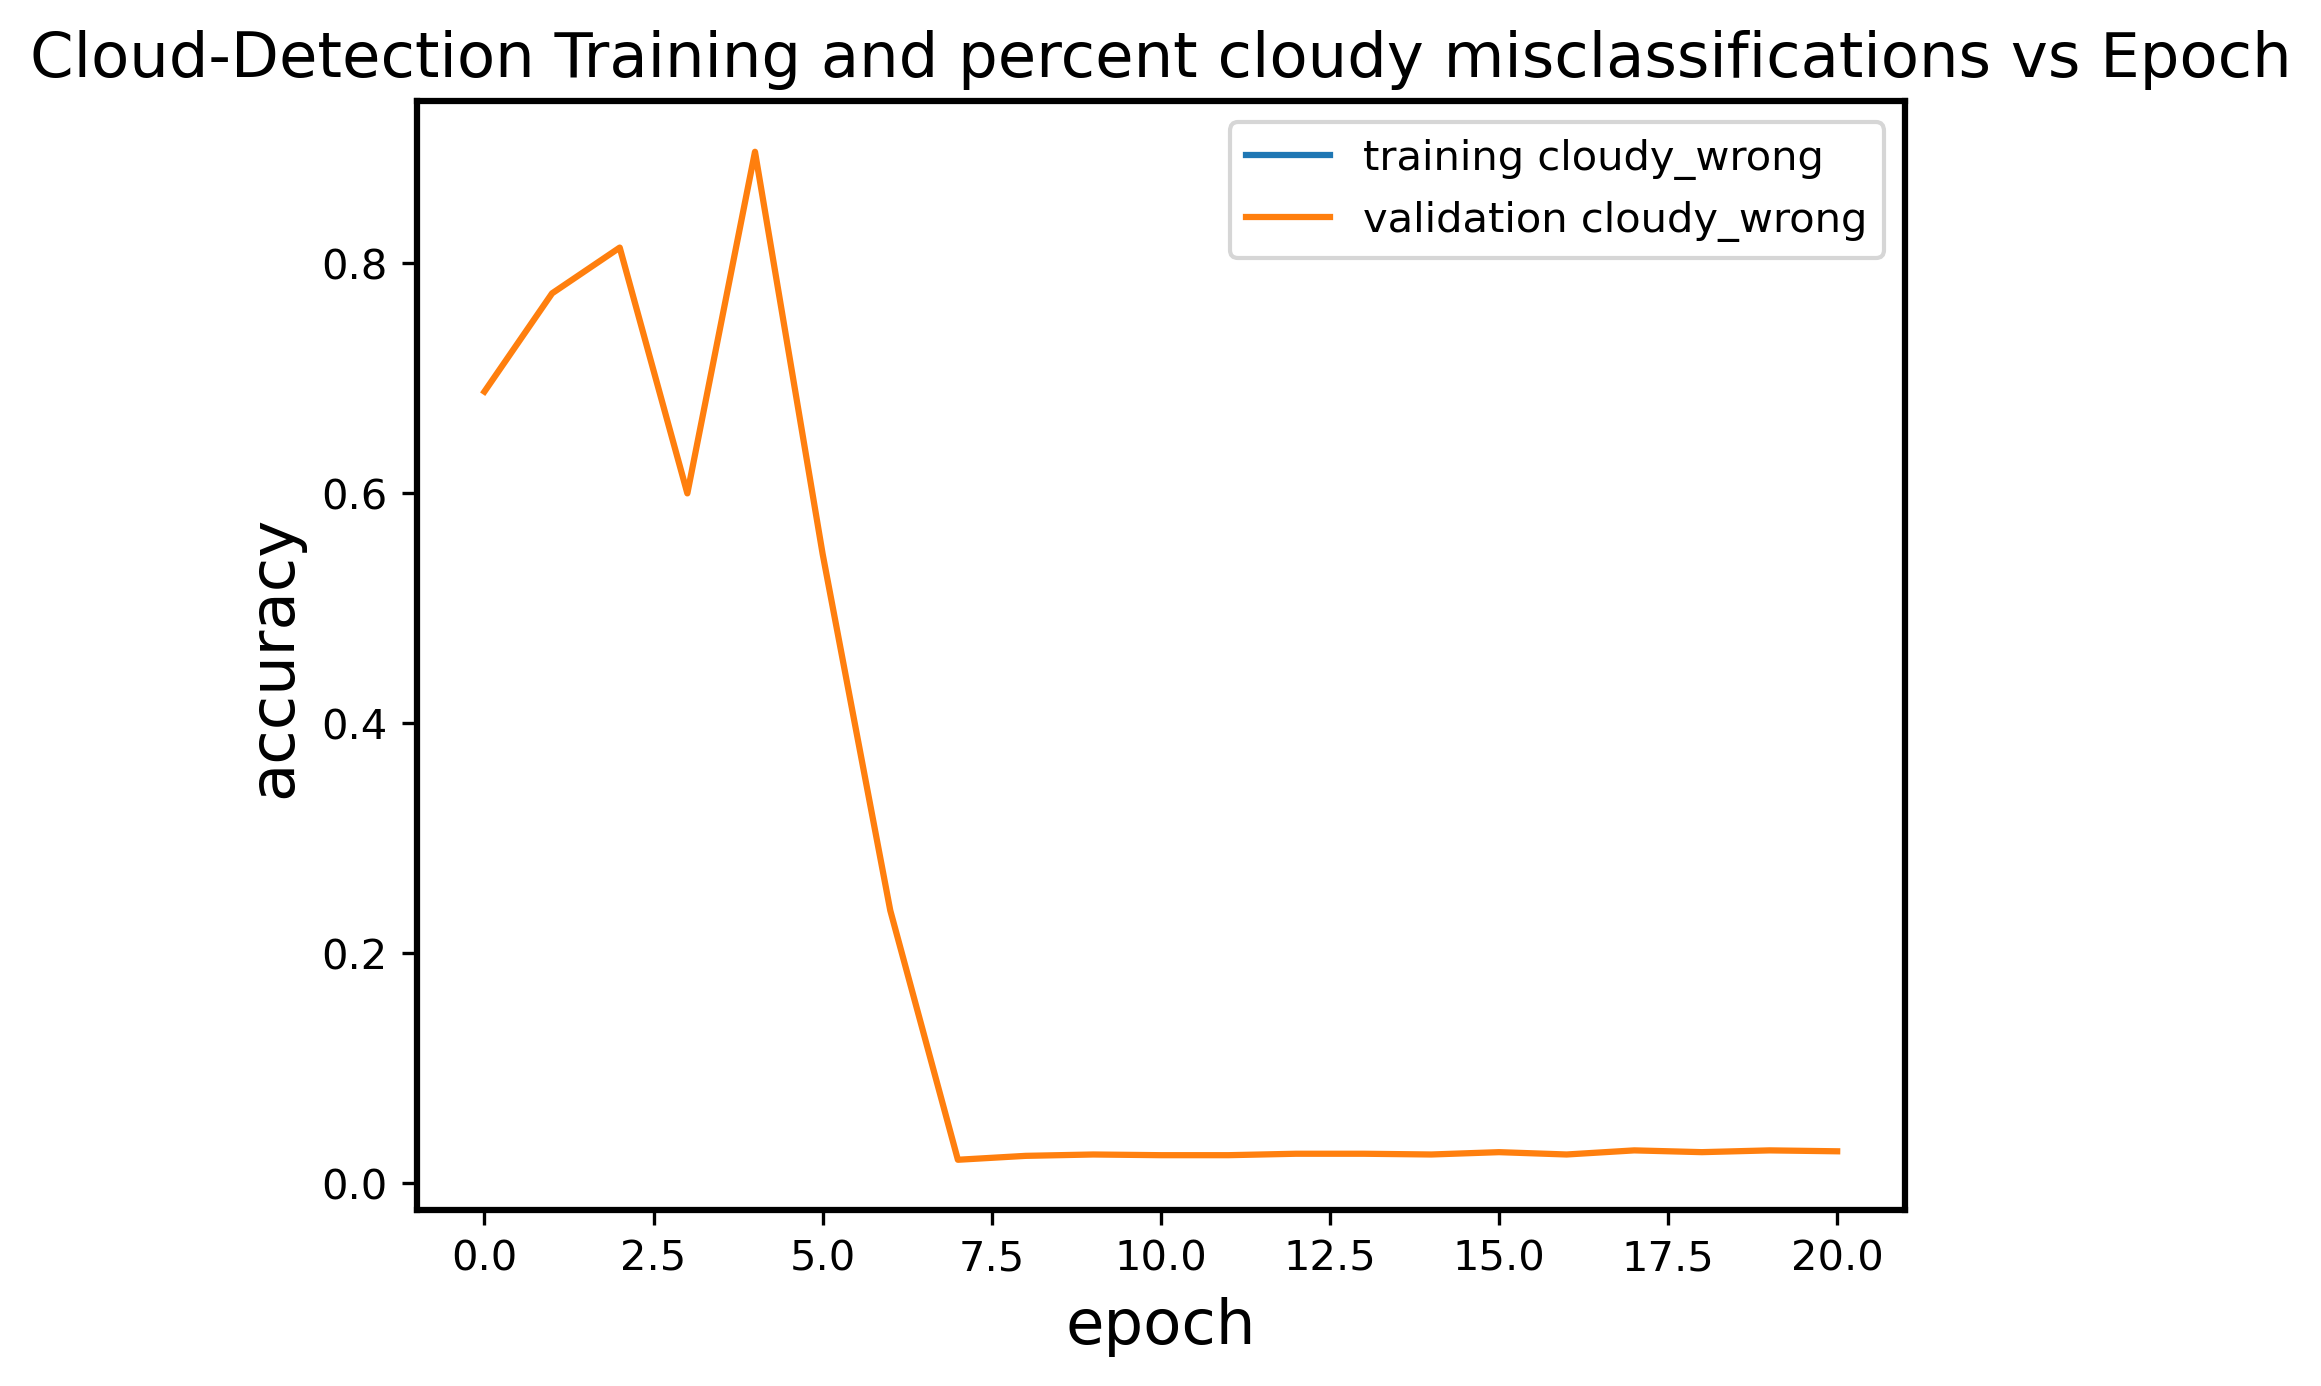 Cloud-Detection Training and percent cloudy misclassifications vs Epoch
training cloudy_wrong
validation cloudy_wrong
accuracy
0.8
0.6
0.4
0.2
0.0
0.0 2.5 5.0 7.5 10.0 12.5 15.0 17.5 20.0
epoch